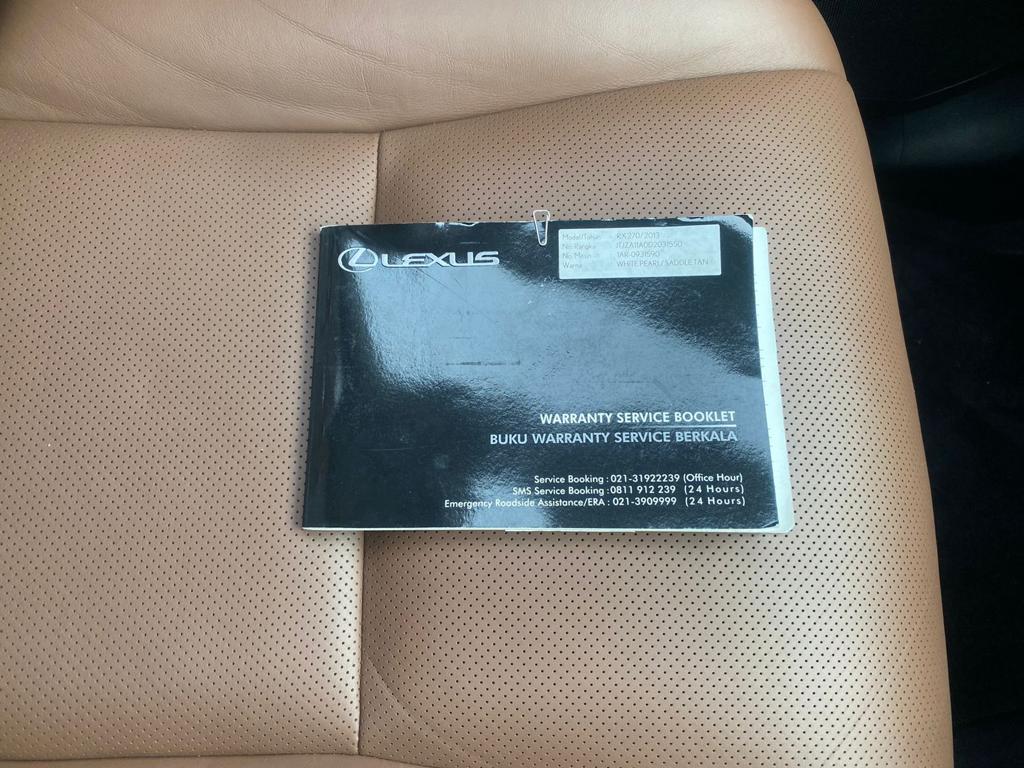 LEXUS
Model/Tahun : RX270/2013
No. Rangka : JTJZA11A0D2031550
No. Mesin : 1AR-0931590
Warna : WHITE PEARL/SADDLE TAN
WARRANTY SERVICE BOOKLET
BUKU WARRANTY SERVICE BERKALA
Service Booking : 021-31922239 (Office Hour)
SMS Service Booking : 0811 912 239 (24 Hours)
Emergency Roadside Assistance/ERA : 021-3909999 (24 Hours)